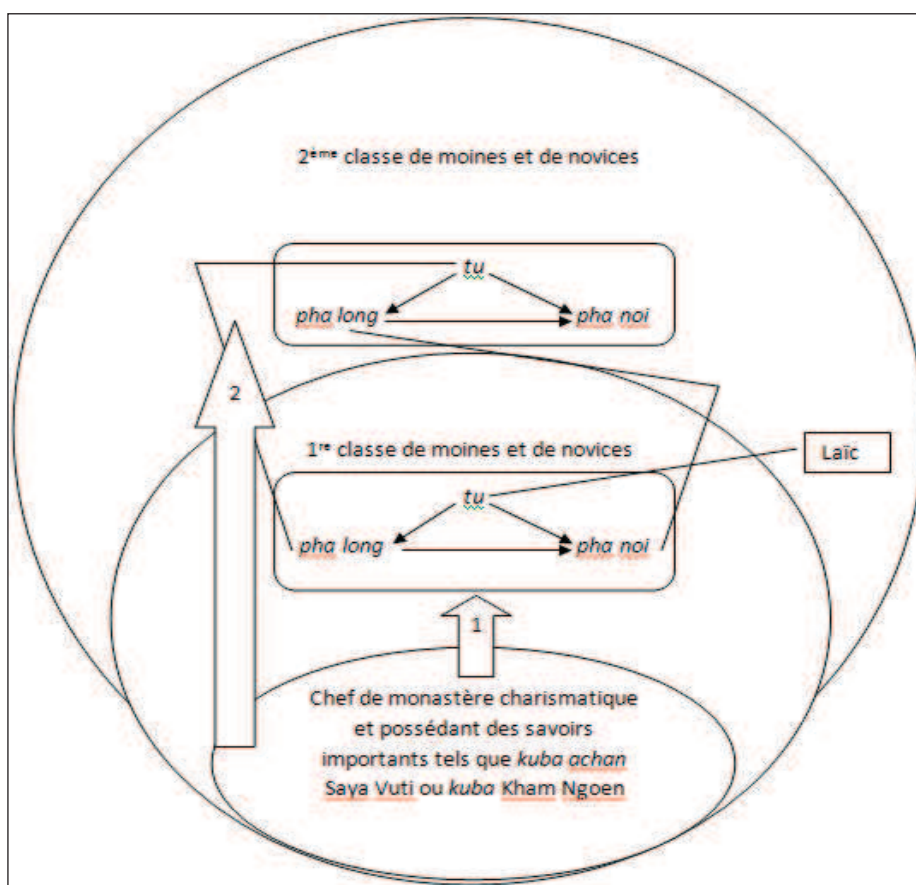 2ème classe de moines et de novices
tu
pha long
pha noi
2
1re classe de moines et de novices
Laïc
tu
pha long
pha noi
1
Chef de monastère charismatique
et possédant des savoirs
importants tels que kuba achan
Saya Vuti ou kuba Kham Ngoen